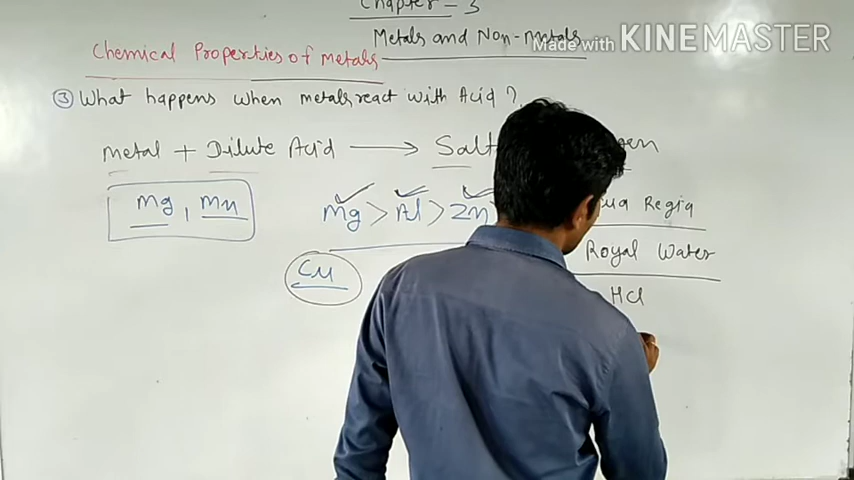 Chapter - 3
Metals and Non-metals
Made with KINEMASTER
Chemical Properties of metals
③ What happens when metals react with Acid?
metal + Dilute Acid → Salt
Mg, Mn
Mg > Al > Zn
Regia
Royal Water
Cu
HCl